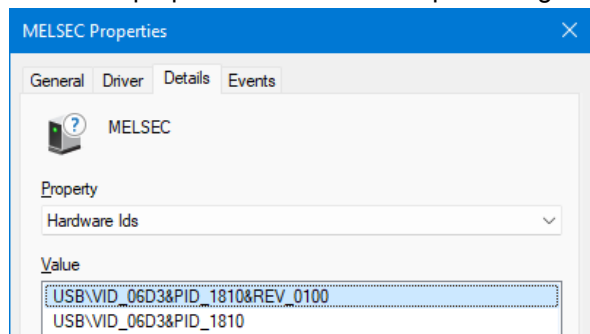 MELSEC Properties
General Driver Details Events
?
MELSEC
Property
Hardware Ids
Value
USB\VID_06D3&PID_1810&REV_0100
USB\VID_06D3&PID_1810